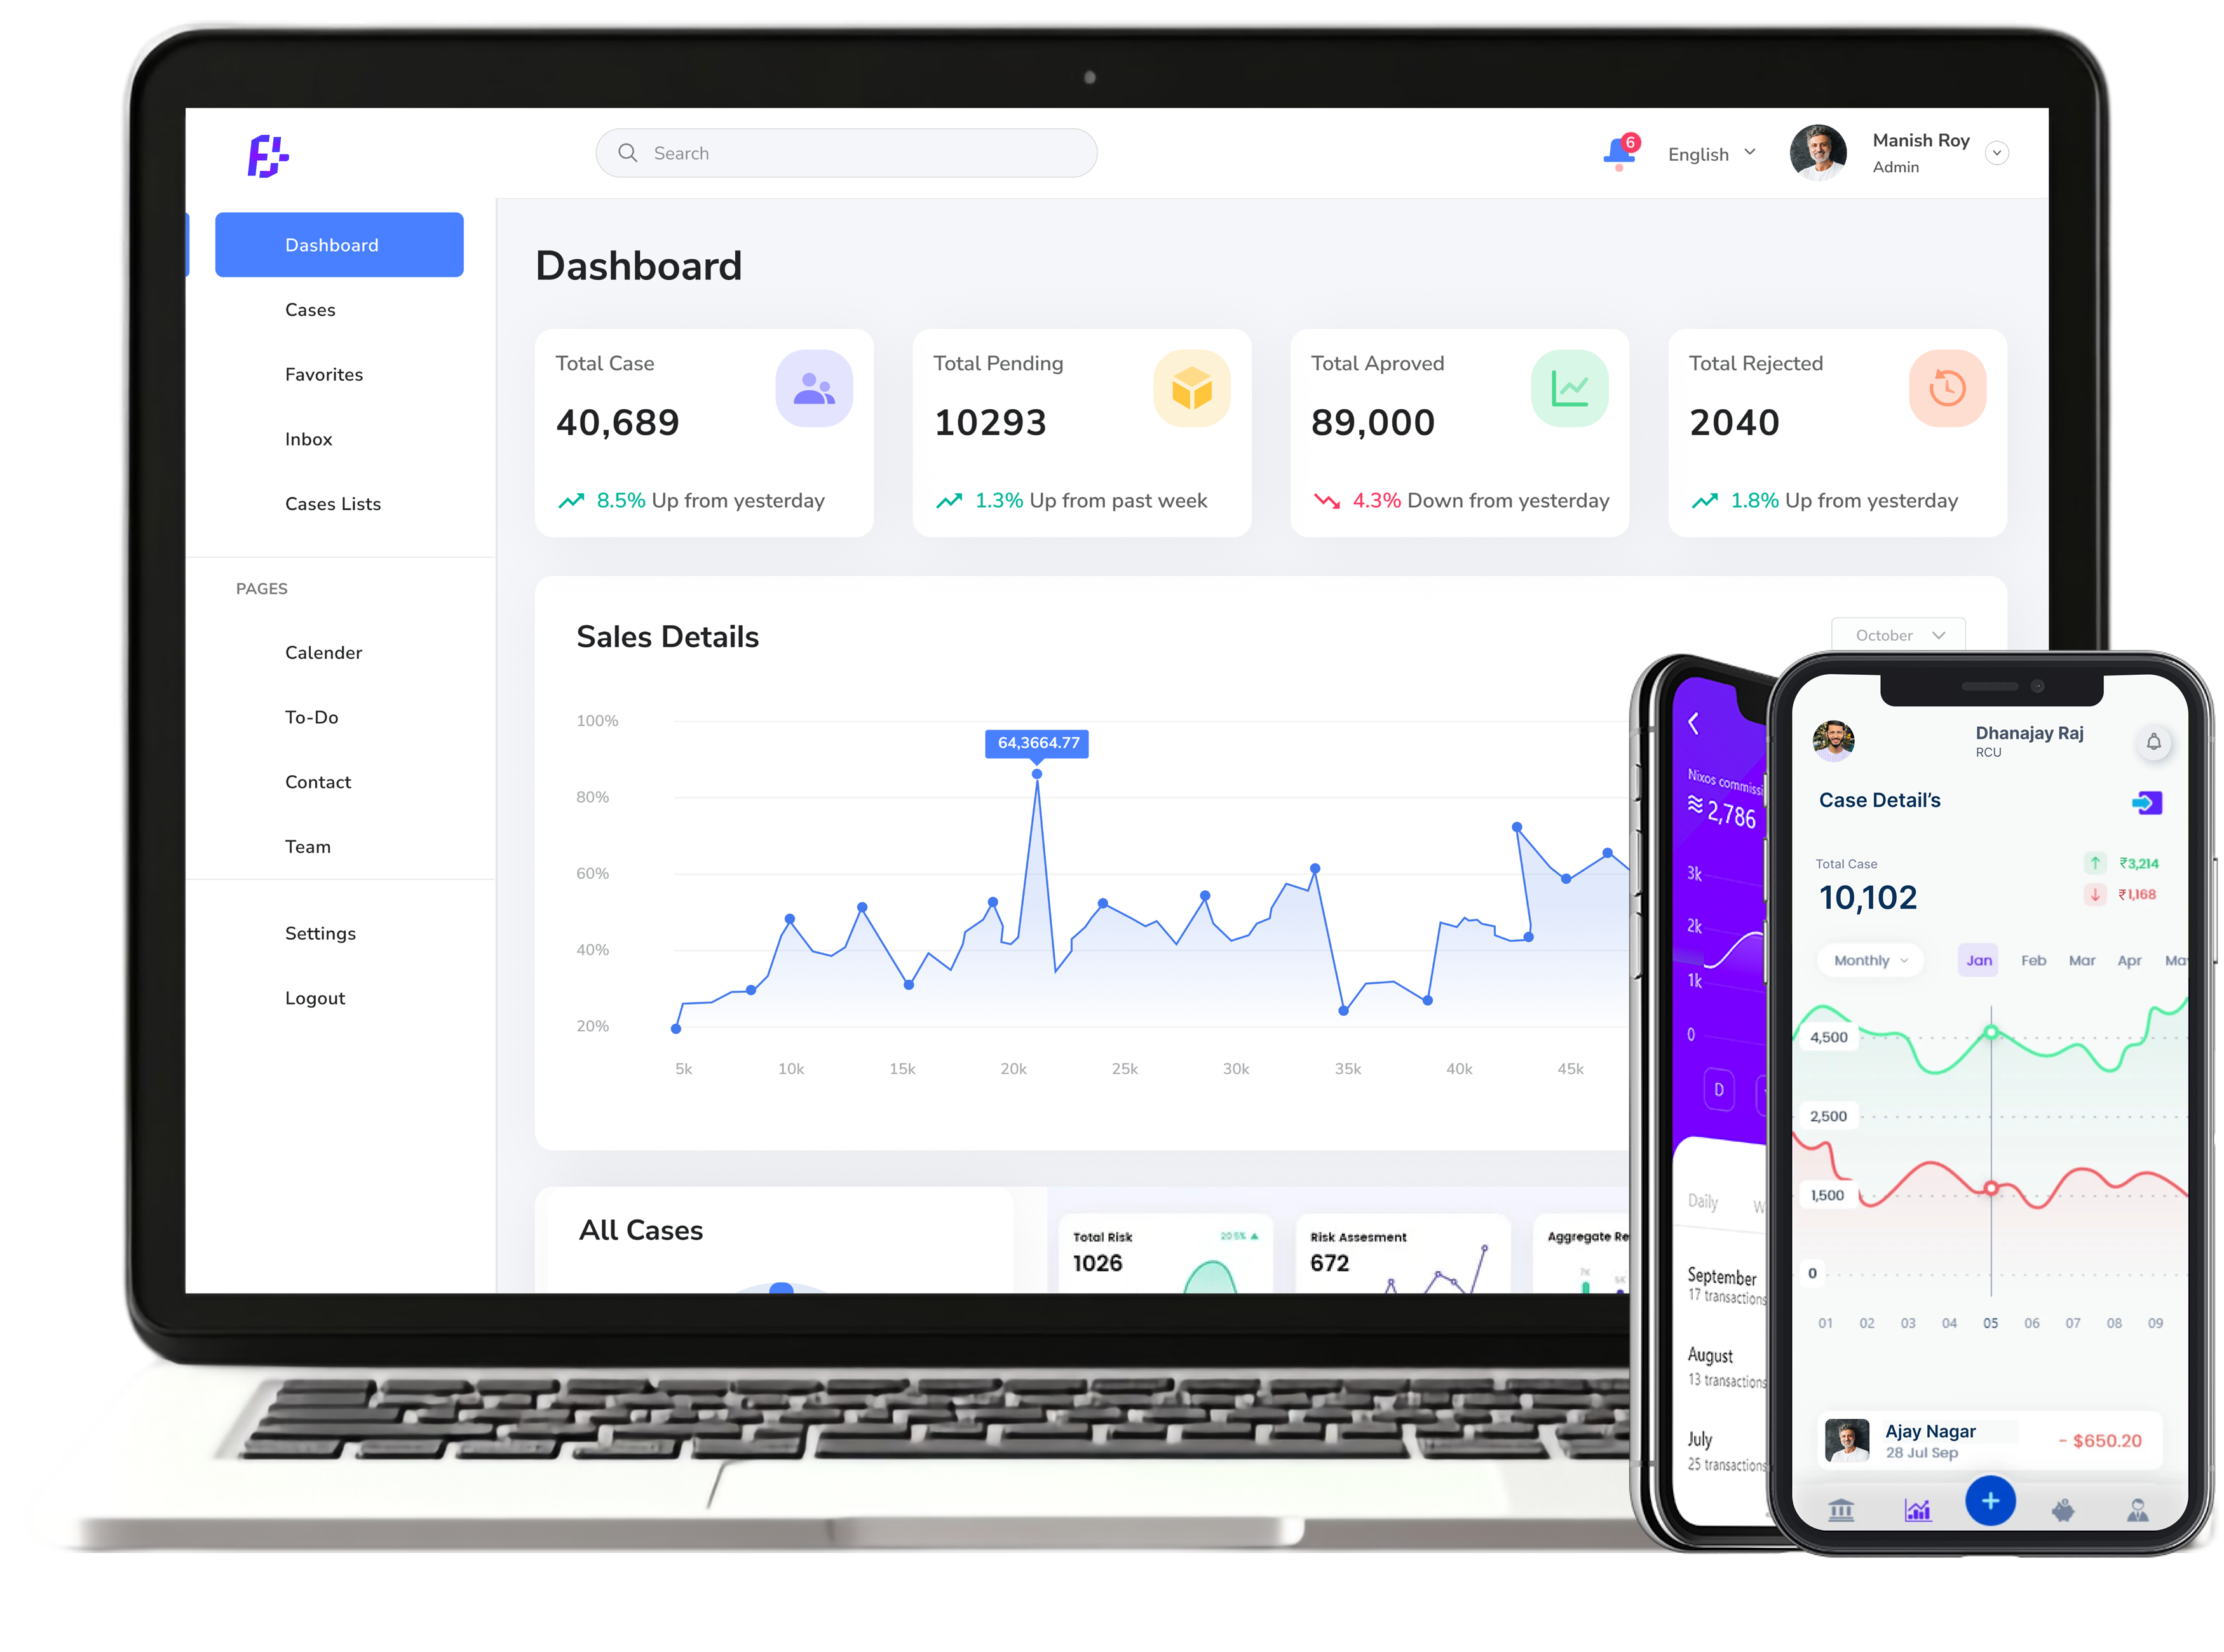 Search
6
English
Manish Roy
Admin
Dashboard
Cases
Favorites
Inbox
Cases Lists
PAGES
Calender
To-Do
Contact
Team
Settings
Logout
Dashboard
Total Case
40,689
8.5% Up from yesterday
Total Pending
10293
1.3% Up from past week
Total Aproved
89,000
4.3% Down from yesterday
Total Rejected
2040
1.8% Up from yesterday
Sales Details
October
100%
80%
60%
40%
20%
64,3664.77
5k 10k 15k 20k 25k 30k 35k 40k 45k
All Cases
Total Risk
1026
20.5%
Risk Assesment
672
Aggregate Re
7K
5K
Nixos commissi
2,786
3k
2k
1k
0
D
Daily W
September
17 transactions
August
13 transactions
July
25 transactions
Dhanajay Raj
RCU
Case Detail's
Total Case
10,102
₹3,214
₹1,168
Monthly
Jan Feb Mar Apr Ma
4,500
2,500
1,500
0
01 02 03 04 05 06 07 08 09
Ajay Nagar
28 Jul Sep
- $650.20